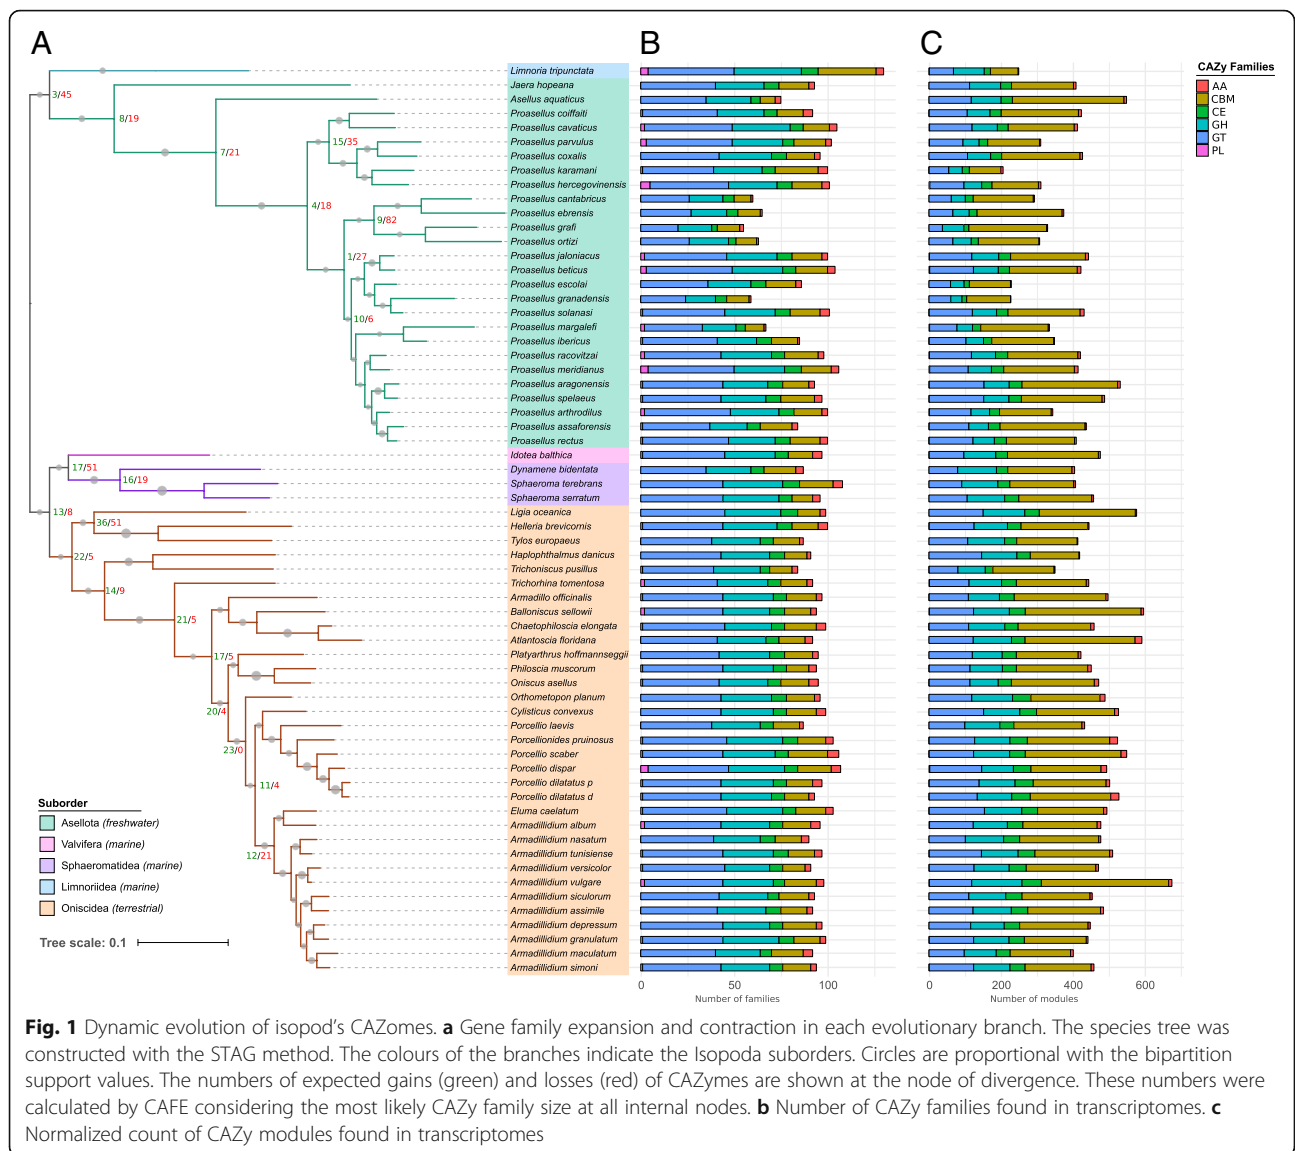 A
B
C
Limnoria tripunctata
Jaera hopeana
Asellus aquaticus
Proasellus coiffaiti
Proasellus cavaticus
Proasellus parvulus
Proasellus coxalis
Proasellus karamani
Proasellus hercegovinensis
Proasellus cantabricus
Proasellus ebrensis
Proasellus grafi
Proasellus ortizi
Proasellus jaloniacus
Proasellus beticus
Proasellus escolai
Proasellus granadensis
Proasellus solanasi
Proasellus margalefi
Proasellus ibericus
Proasellus racovitzai
Proasellus meridianus
Proasellus aragonensis
Proasellus spelaeus
Proasellus arthrodilus
Proasellus assaforensis
Proasellus rectus
Idotea balthica
Dynamene bidentata
Sphaeroma terebrans
Sphaeroma serratum
Ligia oceanica
Helleria brevicornis
Tylos europaeus
Haplophthalmus danicus
Trichoniscus pusillus
Trichorhina tomentosa
Armadillo officinalis
Balloniscus sellowii
Chaetophiloscia elongata
Atlantoscia floridana
Platyarthrus hoffmannseggii
Philoscia muscorum
Oniscus asellus
Orthometopon planum
Cylisticus convexus
Porcellio laevis
Porcellionides pruinosus
Porcellio scaber
Porcellio dispar
Porcellio dilatatus p
Porcellio dilatatus d
Eluma caelatum
Armadillidium album
Armadillidium nasatum
Armadillidium tunisiense
Armadillidium versicolor
Armadillidium vulgare
Armadillidium siculorum
Armadillidium assimile
Armadillidium depressum
Armadillidium granulatum
Armadillidium maculatum
Armadillidium simoni
3/45
8/19
7/21
15/35
4/18
9/82
1/27
10/6
17/51
16/19
13/8
36/51
22/5
14/9
21/5
17/5
20/4
23/0
11/4
12/21
Suborder
Asellota (freshwater)
Valvifera (marine)
Sphaeromatidea (marine)
Limnoriidea (marine)
Oniscidea (terrestrial)
Tree scale: 0.1
0 50 100
Number of families
0 200 400 600
Number of modules
CAZy Families
AA
CBM
CE
GH
GT
PL
Fig. 1 Dynamic evolution of isopod's CAZomes. a Gene family expansion and contraction in each evolutionary branch. The species tree was
constructed with the STAG method. The colours of the branches indicate the Isopoda suborders. Circles are proportional with the bipartition
support values. The numbers of expected gains (green) and losses (red) of CAZymes are shown at the node of divergence. These numbers were
calculated by CAFE considering the most likely CAZy family size at all internal nodes. b Number of CAZy families found in transcriptomes. c
Normalized count of CAZy modules found in transcriptomes